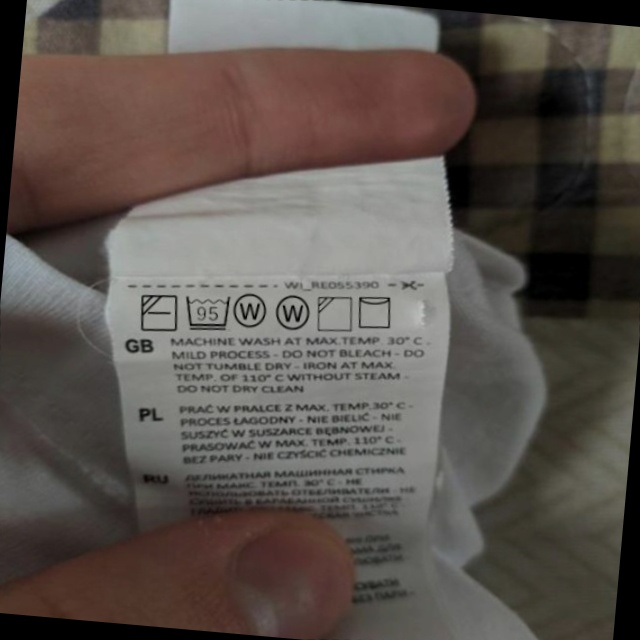 WI_RE055390
95 W W
GB MACHINE WASH AT MAX.TEMP. 30° C -
MILD PROCESS - DO NOT BLEACH - DO
NOT TUMBLE DRY - IRON AT MAX.
TEMP. OF 110° C WITHOUT STEAM -
DO NOT DRY CLEAN
PL PRAĆ W PRALCE Z MAX. TEMP.30° C -
PROCES ŁAGODNY - NIE BIELIĆ - NIE
SUSZYĆ W SUSZARCE BĘBNOWEJ -
PRASOWAĆ W MAX. TEMP. 110° C -
BEZ PARY - NIE CZYŚCIĆ CHEMICZNIE
RU ДЕЛИКАТНАЯ МАШИННАЯ СТИРКА
ПРИ МАКС. ТЕМП. 30° C - НЕ
ИСПОЛЬЗОВАТЬ ОТБЕЛИВАТЕЛИ - НЕ